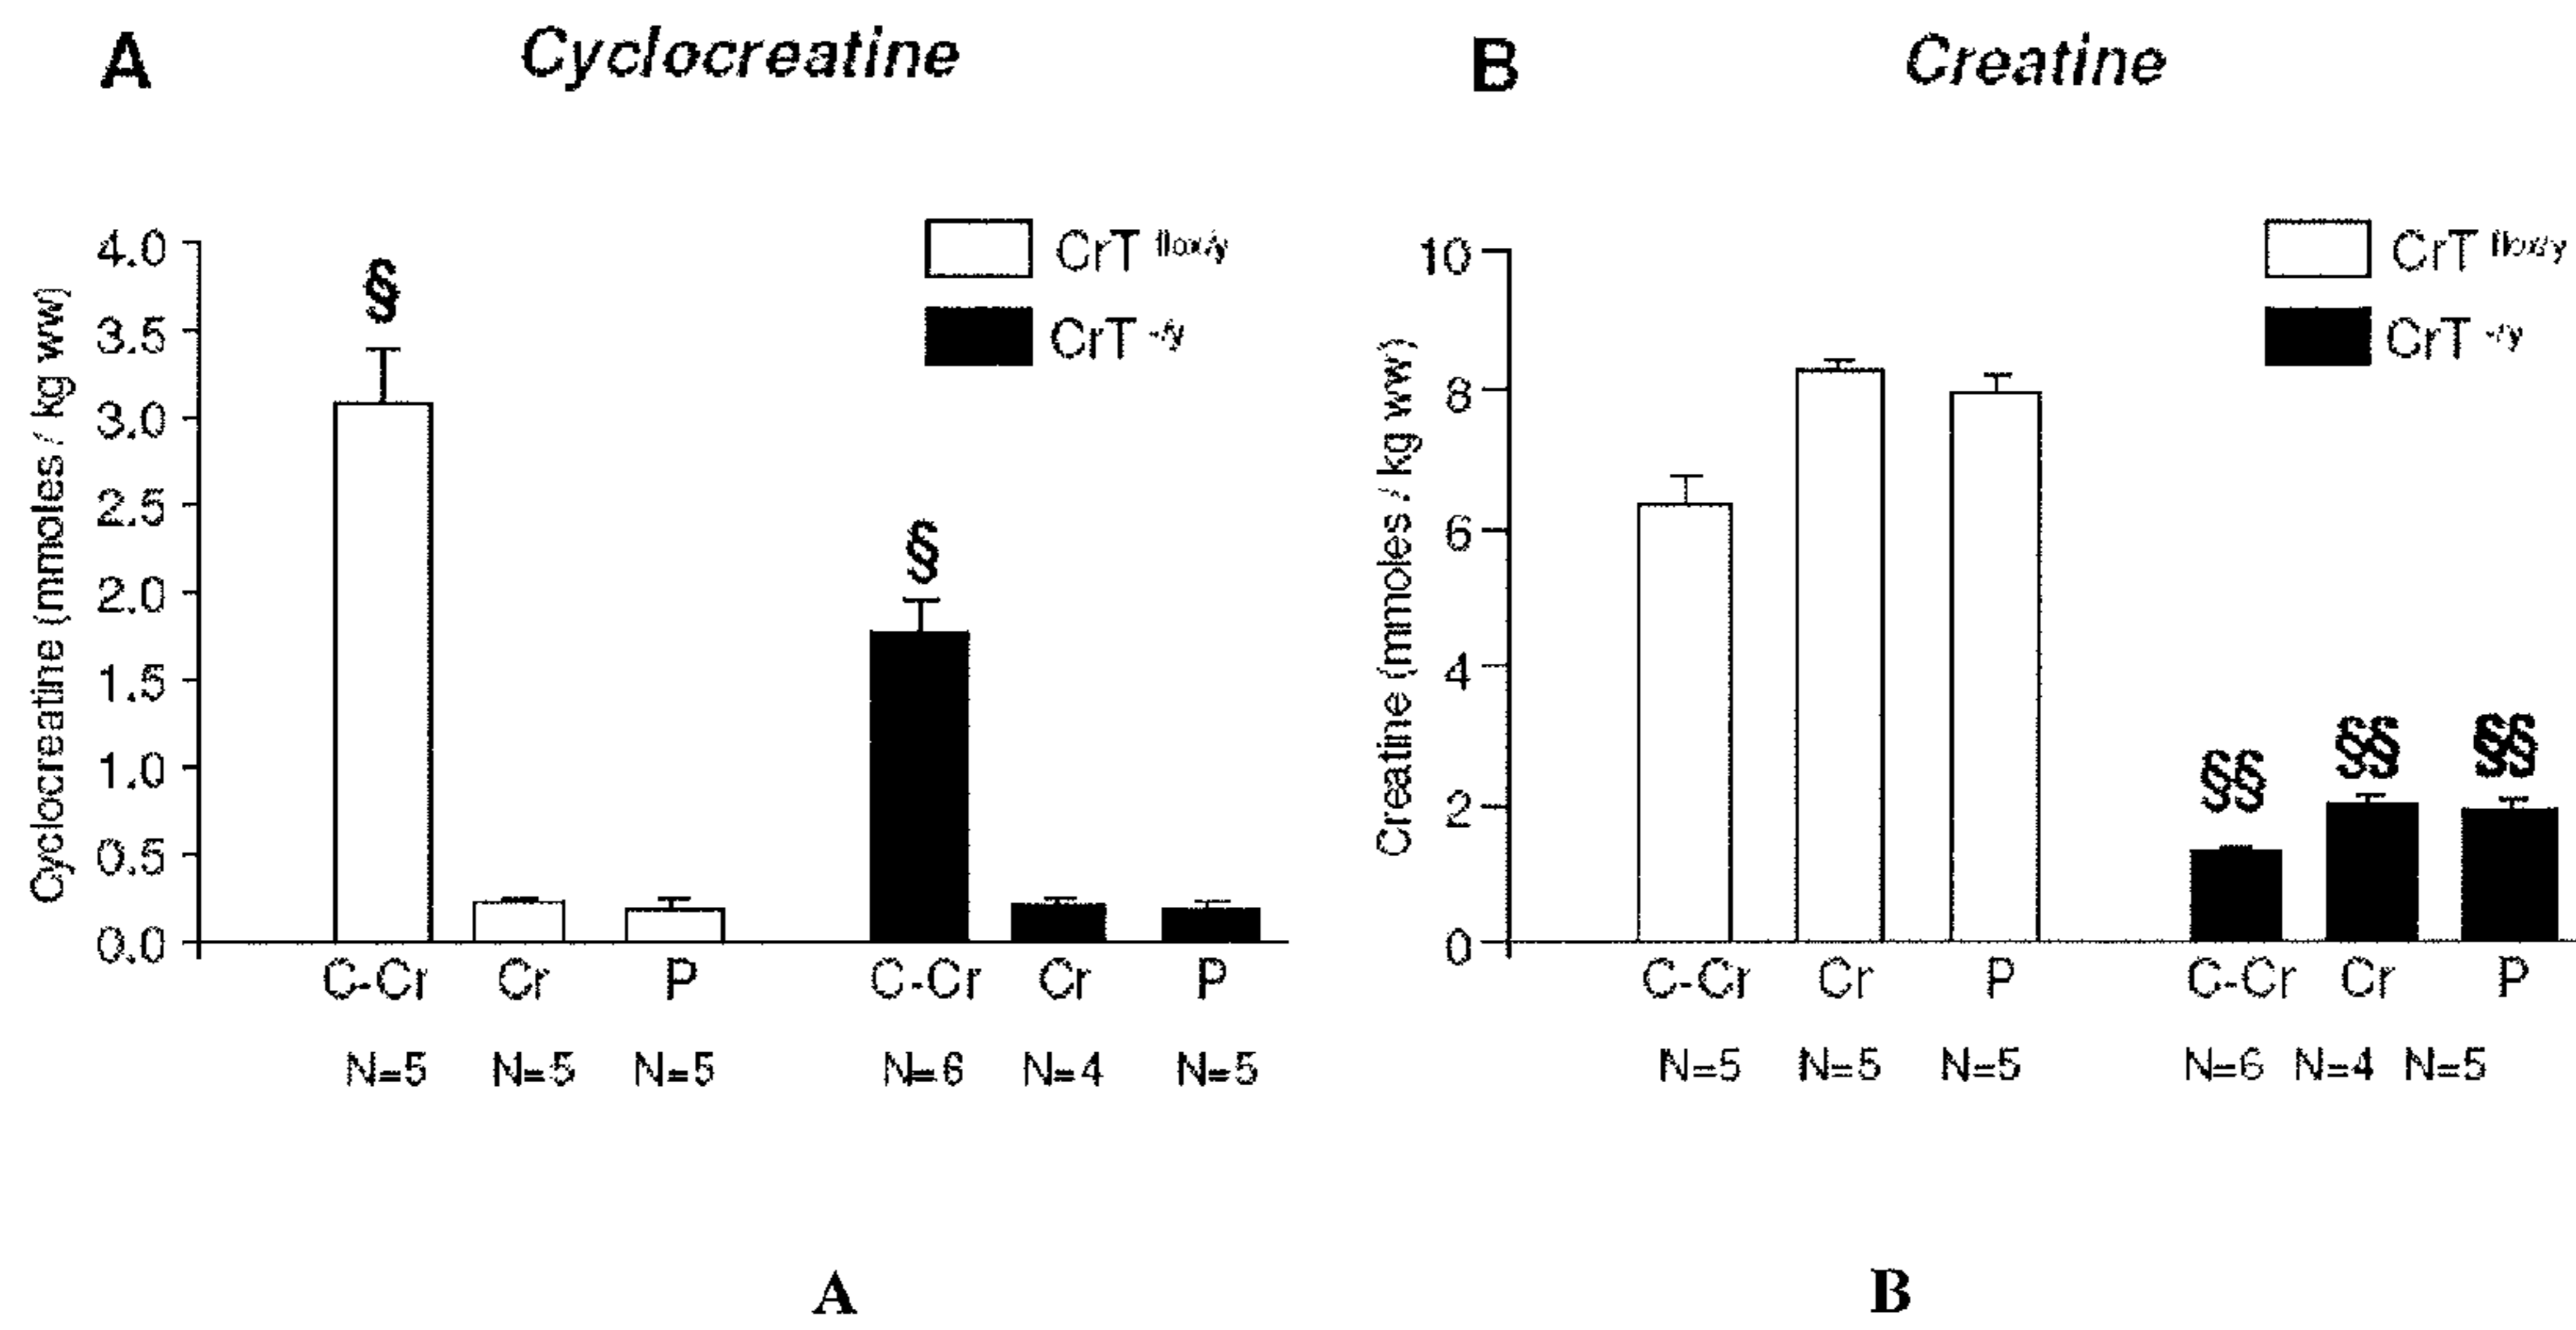 A Cyclocreatine
Cyclocreatine (mmoles / kg ww)
4.0
3.5
3.0
2.5
2.0
1.5
1.0
0.5
0.0
§
§
CrT flox/y
CrT -/y
C-Cr Cr P C-Cr Cr P
N=5 N=5 N=5 N=6 N=4 N=5
A
B Creatine
Creatine (mmoles / kg ww)
10
8
6
4
2
0
CrT flox/y
CrT -/y
§§ §§ §§
C-Cr Cr P C-Cr Cr P
N=5 N=5 N=5 N=6 N=4 N=5
B